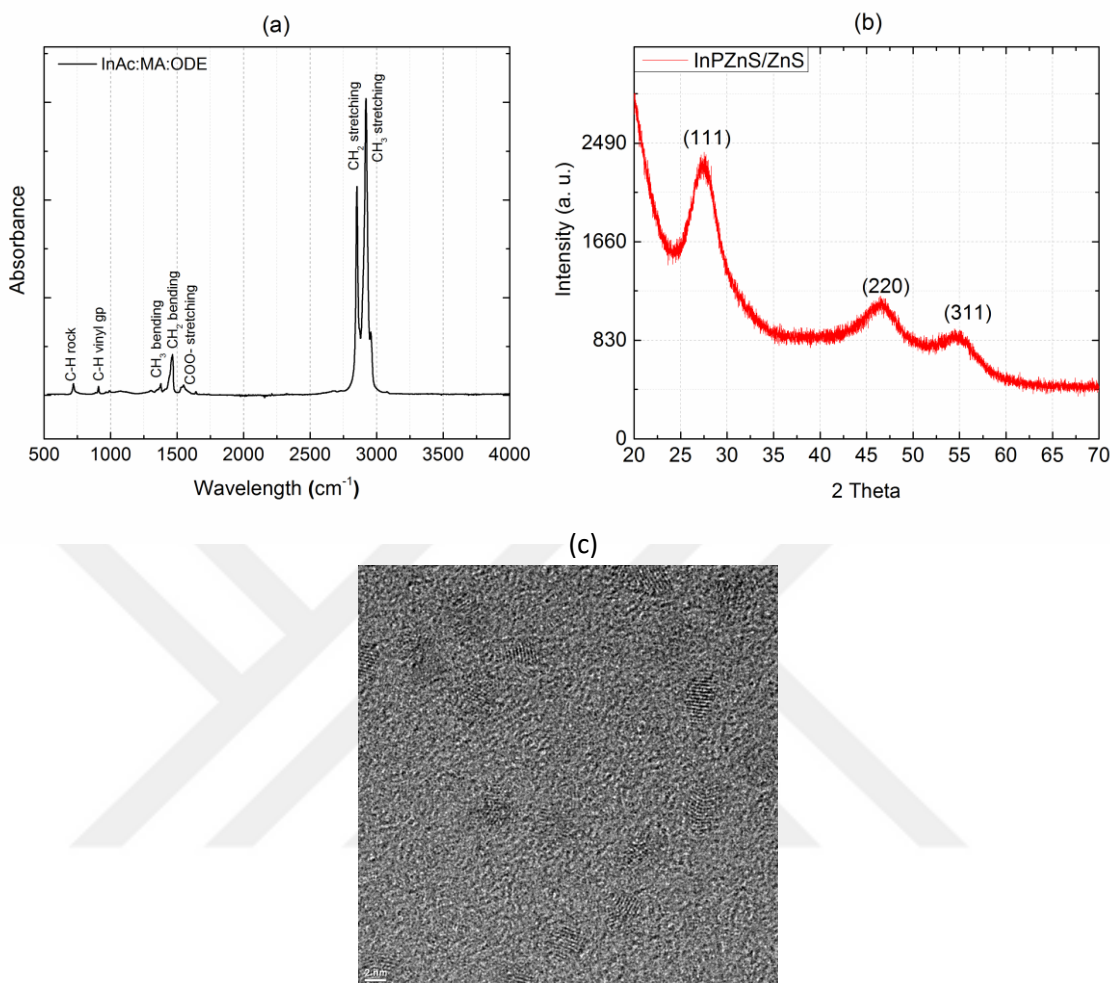 (a)
InAc:MA:ODE
Absorbance
C-H rock
C-H vinyl gp
CH₃ bending
CH₂ bending
COO- stretching
CH₂ stretching
CH₃ stretching
500 1000 1500 2000 2500 3000 3500 4000
Wavelength (cm⁻¹)
(b)
InPZnS/ZnS
Intensity (a. u.)
2490
1660
830
0
(111)
(220)
(311)
20 25 30 35 40 45 50 55 60 65 70
2 Theta
(c)
2 nm